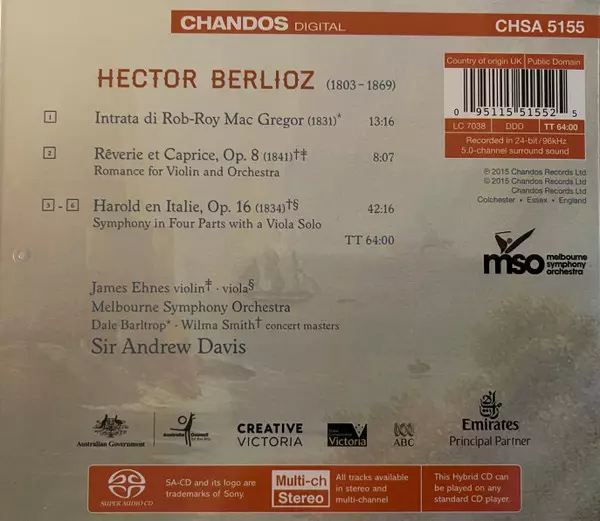 CHANDOS DIGITAL
CHSA 5155
HECTOR BERLIOZ (1803–1869)
1 Intrata di Rob-Roy Mac Gregor (1831)* 13:16
2 Rêverie et Caprice, Op. 8 (1841)†‡ 8:07
Romance for Violin and Orchestra
3 - 6 Harold en Italie, Op. 16 (1834)†§ 42:16
Symphony in Four Parts with a Viola Solo
TT 64:00
James Ehnes violin‡ · viola§
Melbourne Symphony Orchestra
Dale Barltrop* · Wilma Smith† concert masters
Sir Andrew Davis
Country of origin UK Public Domain
0 95115 51552 5
LC 7038 DDD TT 64:00
Recorded in 24-bit/96kHz
5.0-channel surround sound
℗ 2015 Chandos Records Ltd
© 2015 Chandos Records Ltd
Chandos Records Ltd
Colchester · Essex · England
mso melbourne
symphony
orchestra
Australian Government
CREATIVE
VICTORIA
Victoria
ABC
Emirates
Principal Partner
SUPER AUDIO CD
SA-CD and its logo are
trademarks of Sony.
Multi-ch
Stereo
All tracks available
in stereo and
multi-channel
This Hybrid CD can
be played on any
standard CD player.